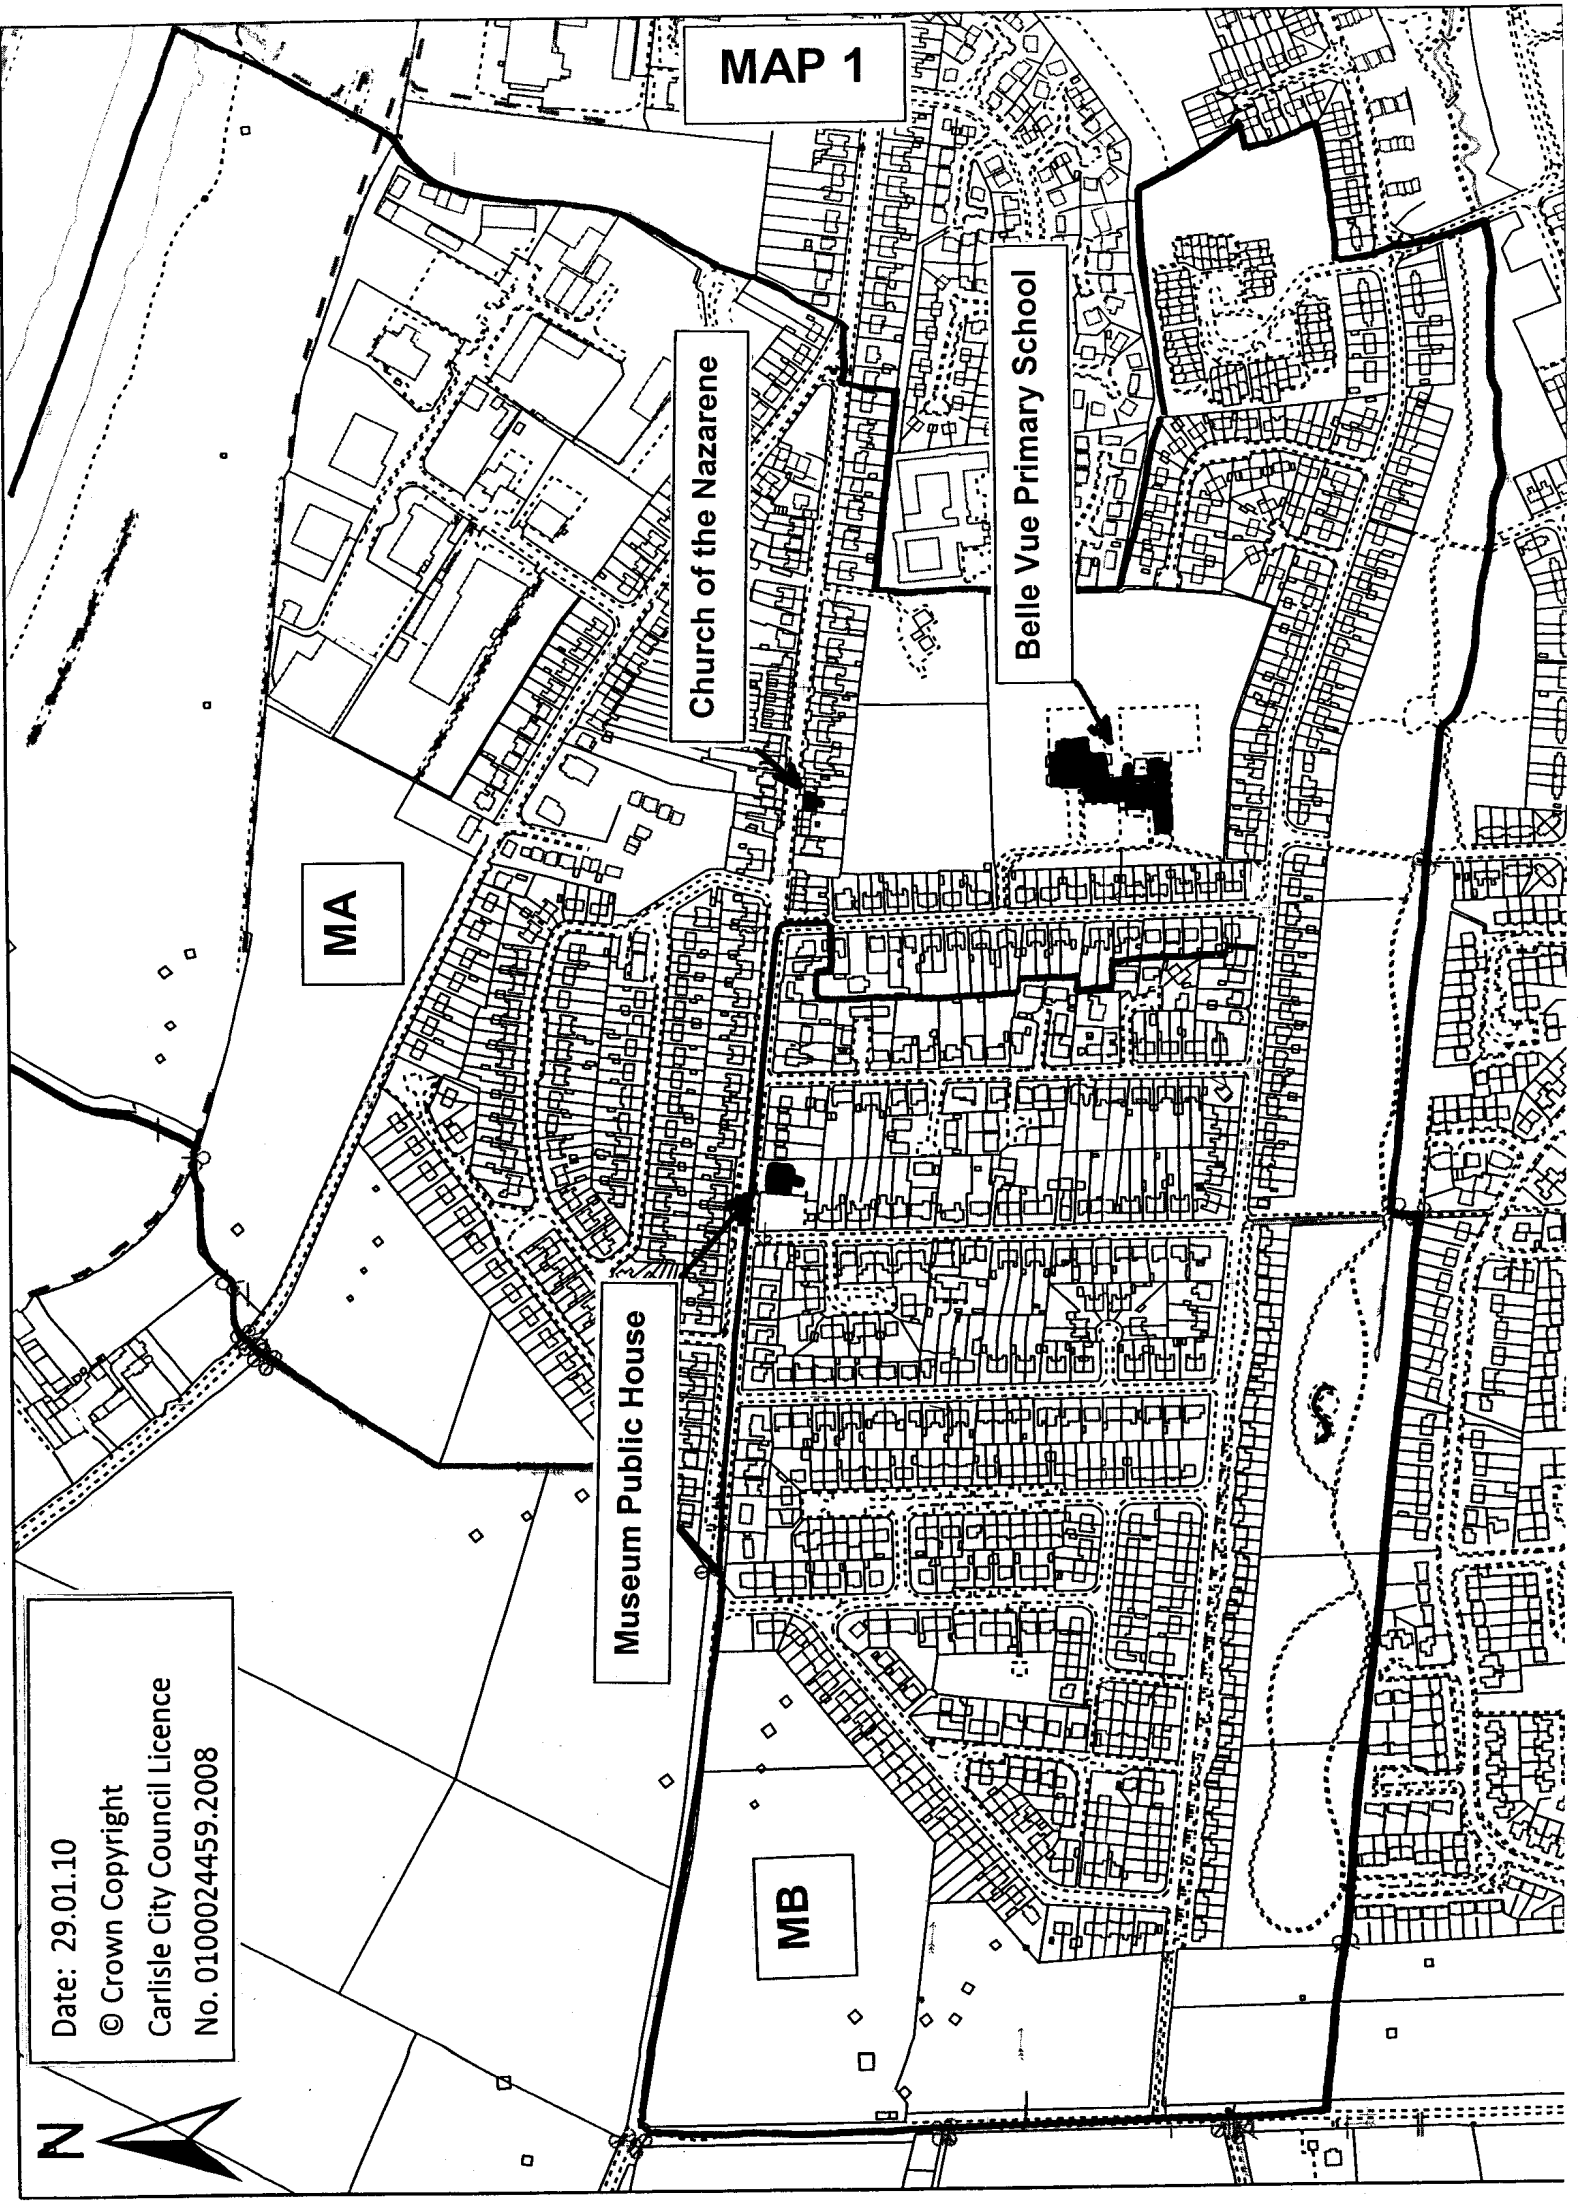 N
Date: 29.01.10
© Crown Copyright
Carlisle City Council Licence
No. 0100024459.2008
MAP 1
MA
Church of the Nazarene
Belle Vue Primary School
Museum Public House
MB